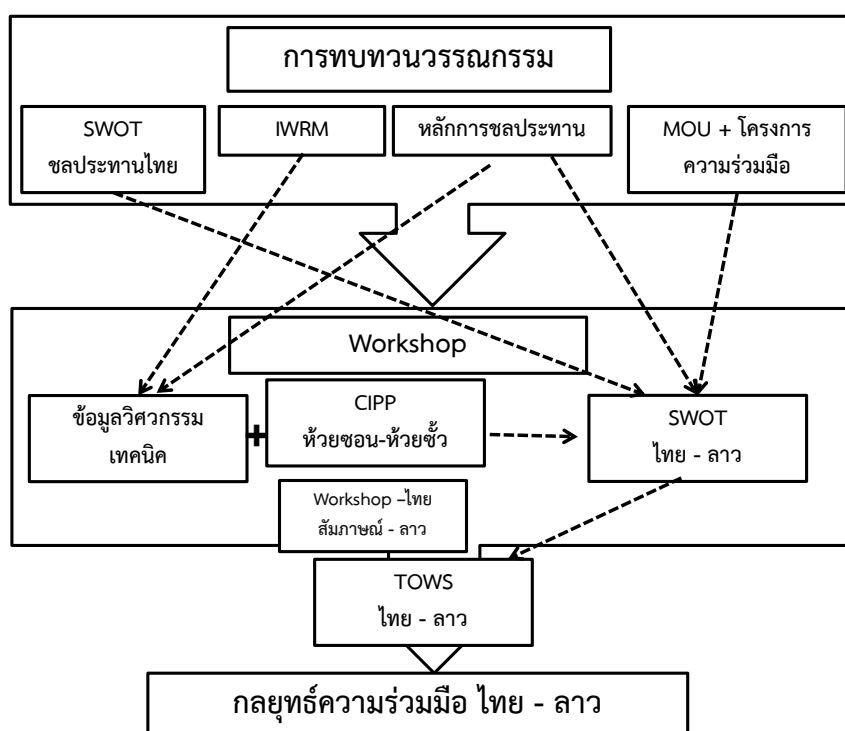 การทบทวนวรรณกรรม
SWOT
ชลประทานไทย
IWRM
หลักการชลประทาน
MOU + โครงการ
ความร่วมมือ
Workshop
ข้อมูลวิศวกรรม
เทคนิค
+
CIPP
ห้วยซอน-ห้วยซั้ว
SWOT
ไทย - ลาว
Workshop –ไทย
สัมภาษณ์ - ลาว
TOWS
ไทย - ลาว
กลยุทธ์ความร่วมมือ ไทย - ลาว